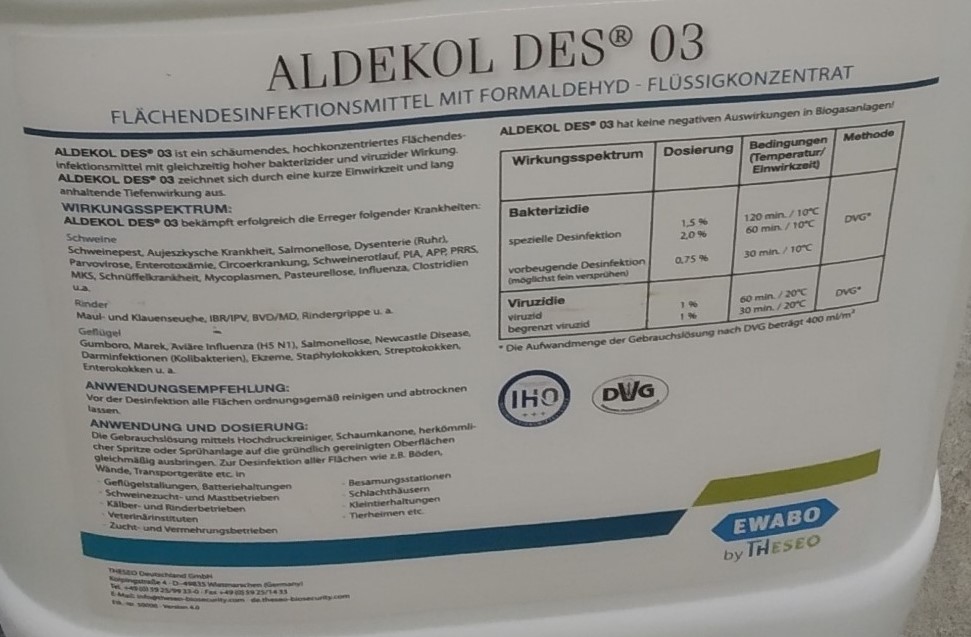 ALDEKOL DES® 03
FLÄCHENDESINFEKTIONSMITTEL MIT FORMALDEHYD - FLÜSSIGKONZENTRAT
ALDEKOL DES® 03 ist ein schäumendes, hochkonzentriertes Flächendes-
infektionsmittel mit gleichzeitig hoher bakterizider und viruzider Wirkung.
ALDEKOL DES® 03 zeichnet sich durch eine kurze Einwirkzeit und lang
anhaltende Tiefenwirkung aus.
WIRKUNGSSPEKTRUM:
ALDEKOL DES® 03 bekämpft erfolgreich die Erreger folgender Krankheiten:
Schweine
Schweinepest, Aujeszkysche Krankheit, Salmonellose, Dysenterie (Ruhr),
Parvovirose, Enterotoxämie, Circoerkrankung, Schweinerotlauf, PIA, APP, PRRS,
MKS, Schnüffelkrankheit, Mycoplasmen, Pasteurellose, Influenza, Clostridien
u.a.
Rinder
Maul- und Klauenseuche, IBR/IPV, BVD/MD, Rindergrippe u. a.
Geflügel
Gumboro, Marek, Aviäre Influenza (H5 N1), Salmonellose, Newcastle Disease,
Darminfektionen (Kolibakterien), Ekzeme, Staphylokokken, Streptokokken,
Enterokokken u. a.
ANWENDUNGSEMPFEHLUNG:
Vor der Desinfektion alle Flächen ordnungsgemäß reinigen und abtrocknen
lassen.
ANWENDUNG UND DOSIERUNG:
Die Gebrauchslösung mittels Hochdruckreiniger, Schaumkanone, herkömmli-
cher Spritze oder Sprühanlage auf die gründlich gereinigten Oberflächen
gleichmäßig ausbringen. Zur Desinfektion aller Flächen wie z.B. Böden,
Wände, Transportgeräte etc. in
- Geflügelstallungen, Batteriehaltungen
- Schweinezucht- und Mastbetrieben
- Kälber- und Rinderbetrieben
- Veterinärinstituten
- Zucht- und Vermehrungsbetrieben
- Besamungsstationen
- Schlachthäusern
- Kleintierhaltungen
- Tierheimen etc.
ALDEKOL DES® 03 hat keine negativen Auswirkungen in Biogasanlagen!
Wirkungsspektrum Dosierung Bedingungen (Temperatur/ Einwirkzeit) Methode
Bakterizidie
spezielle Desinfektion 1,5 % 120 min. / 10°C DVG*
2,0 % 60 min. / 10°C
vorbeugende Desinfektion 0,75 % 30 min. / 10°C
(möglichst fein versprühen)
Viruzidie
viruzid 1 % 60 min. / 20°C DVG*
begrenzt viruzid 1 % 30 min. / 20°C
* Die Aufwandmenge der Gebrauchslösung nach DVG beträgt 400 ml/m²
IHO
DVG
EWABO
by THESEO
THESEO Deutschland GmbH